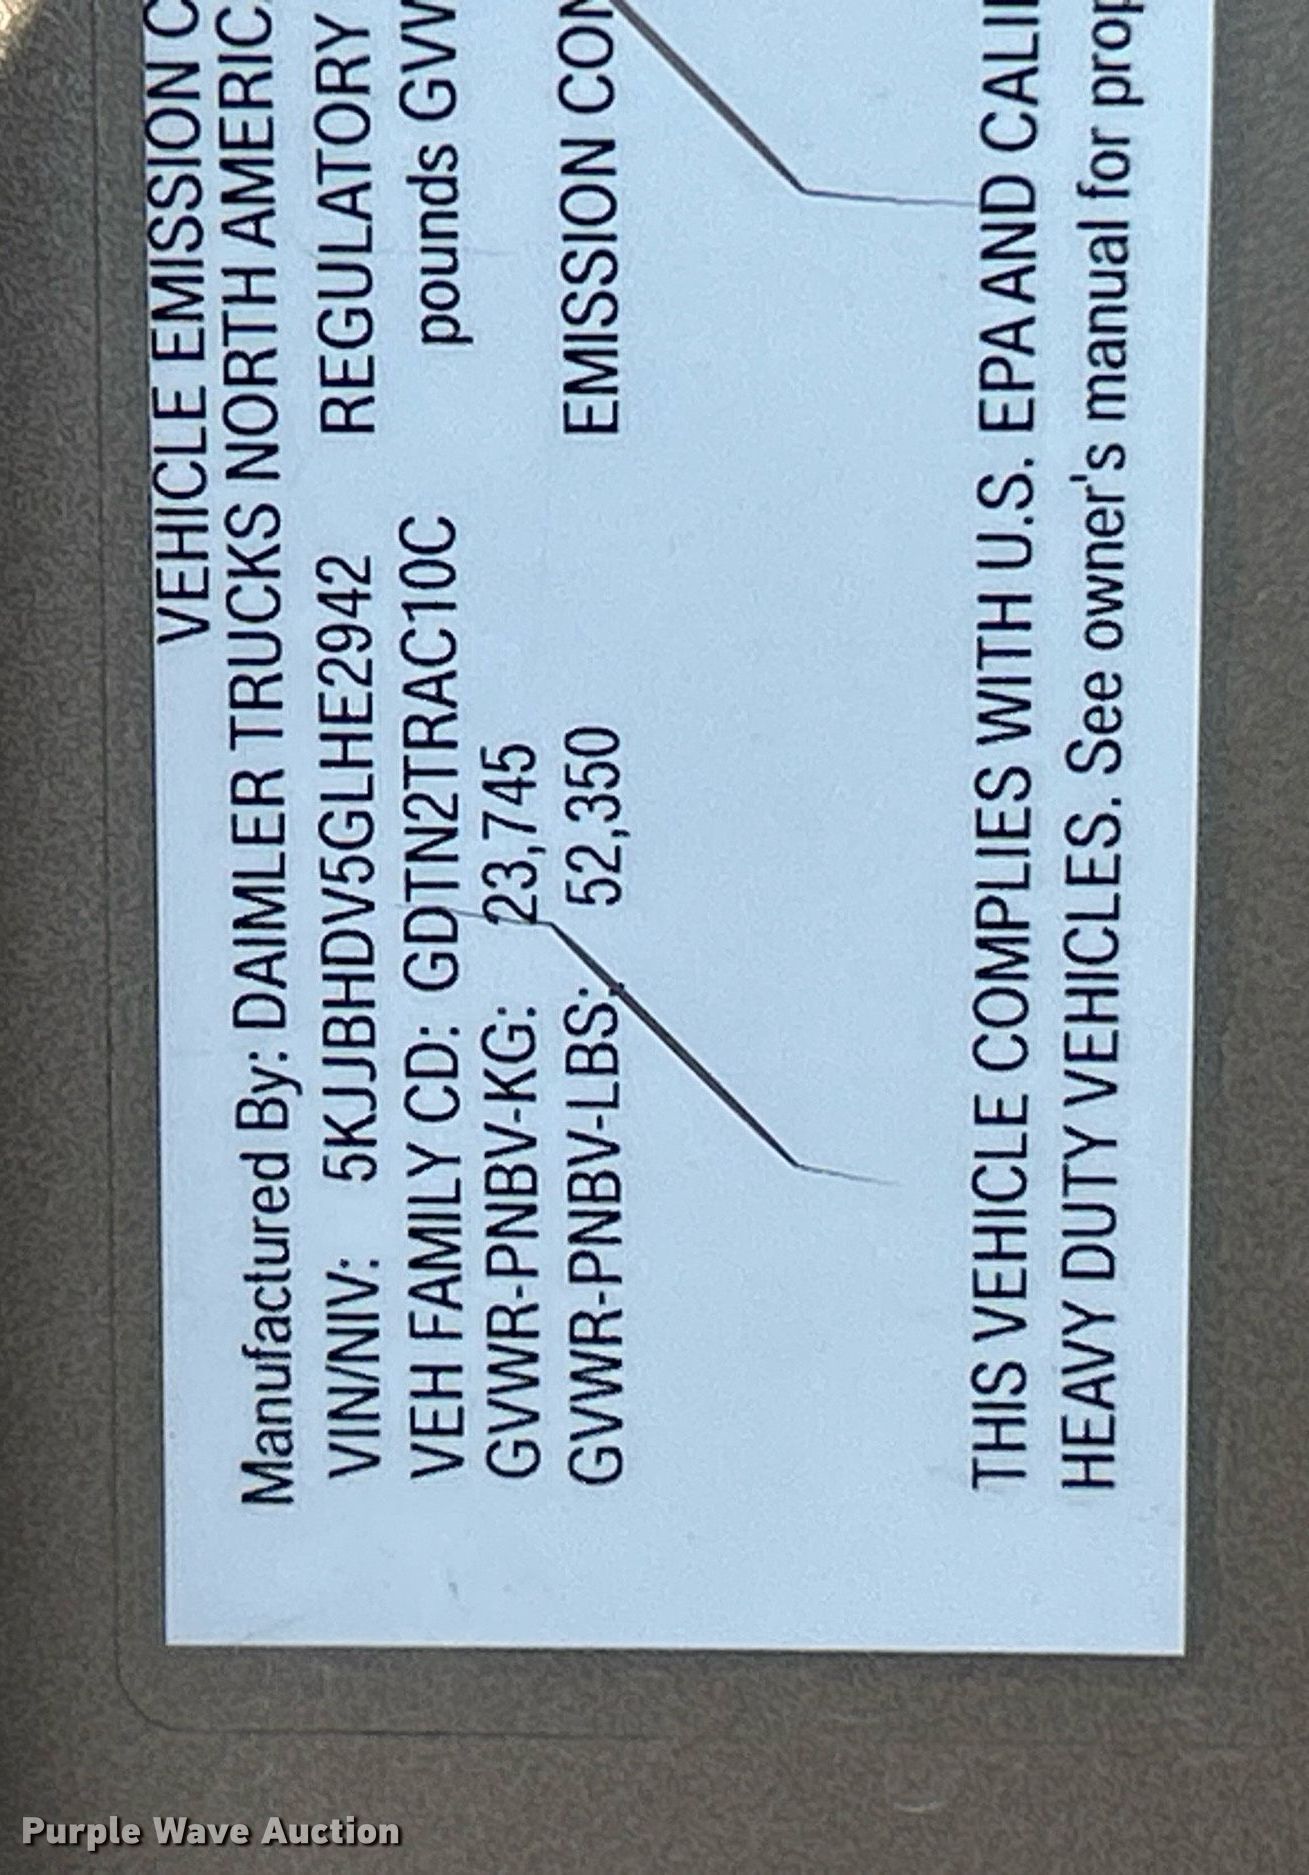 VEHICLE EMISSION C
Manufactured By: DAIMLER TRUCKS NORTH AMERIC
VIN/NIV: 5KJJBHDV5GLHE2942 REGULATORY
VEH FAMILY CD: GDTN2TRAC10C pounds GVW
GVWR-PNBV-KG: 23,745
GVWR-PNBV-LBS: 52,350 EMISSION CON
THIS VEHICLE COMPLIES WITH U.S. EPA AND CALIF
HEAVY DUTY VEHICLES. See owner's manual for prop
Purple Wave Auction